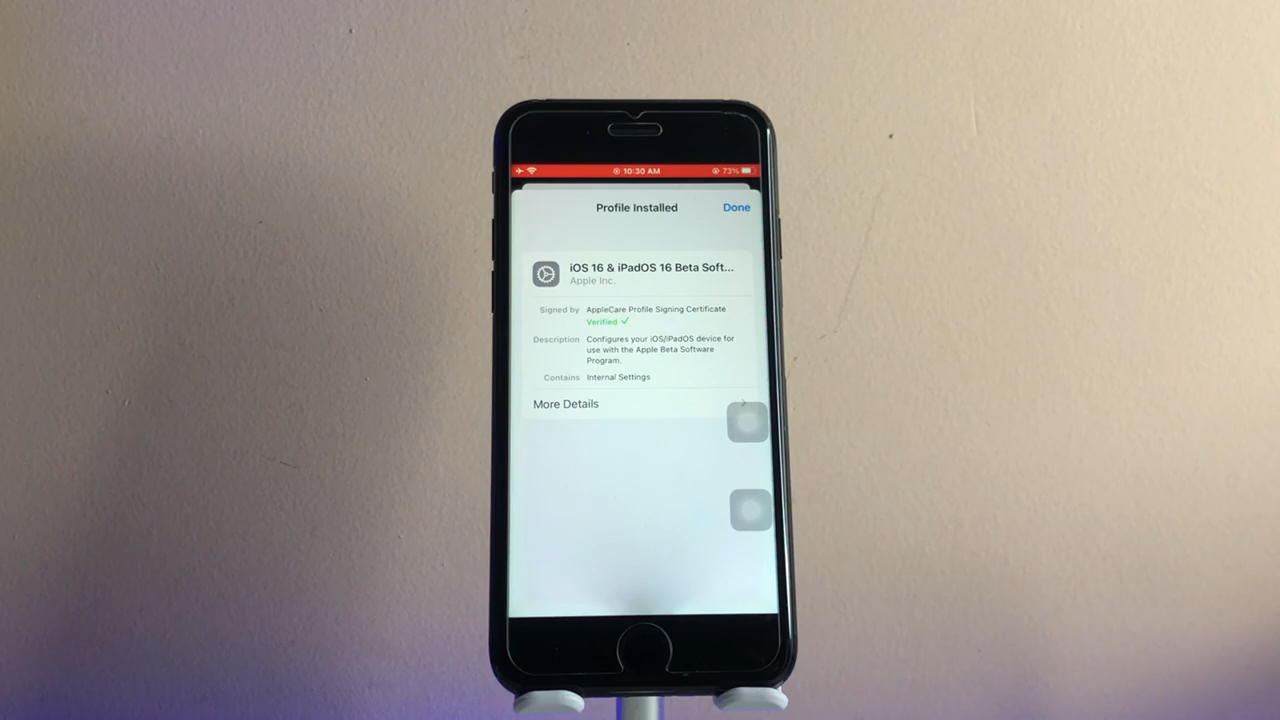 10:30 AM
73%
Profile Installed
Done
iOS 16 & iPadOS 16 Beta Soft...
Apple Inc.
Signed by AppleCare Profile Signing Certificate
Verified ✓
Description Configures your iOS/iPadOS device for
use with the Apple Beta Software
Program.
Contains Internal Settings
More Details